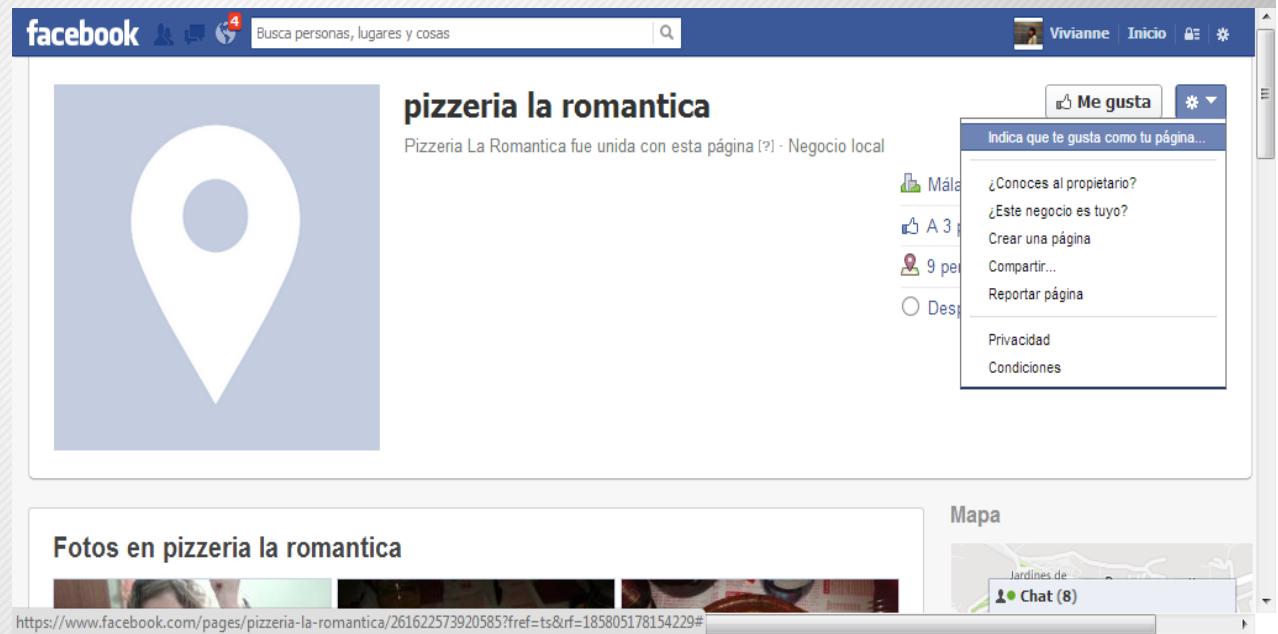 facebook
4
Busca personas, lugares y cosas
Vivianne Inicio
pizzeria la romantica
Pizzeria La Romantica fue unida con esta página [?] · Negocio local
Me gusta
Indica que te gusta como tu página...
¿Conoces al propietario?
¿Este negocio es tuyo?
Crear una página
Compartir...
Reportar página
Privacidad
Condiciones
A 3
9
Fotos en pizzeria la romantica
Mapa
Jardines de
Chat (8)
https://www.facebook.com/pages/pizzeria-la-romantica/261622573920585?fref=ts&rf=185805178154229#